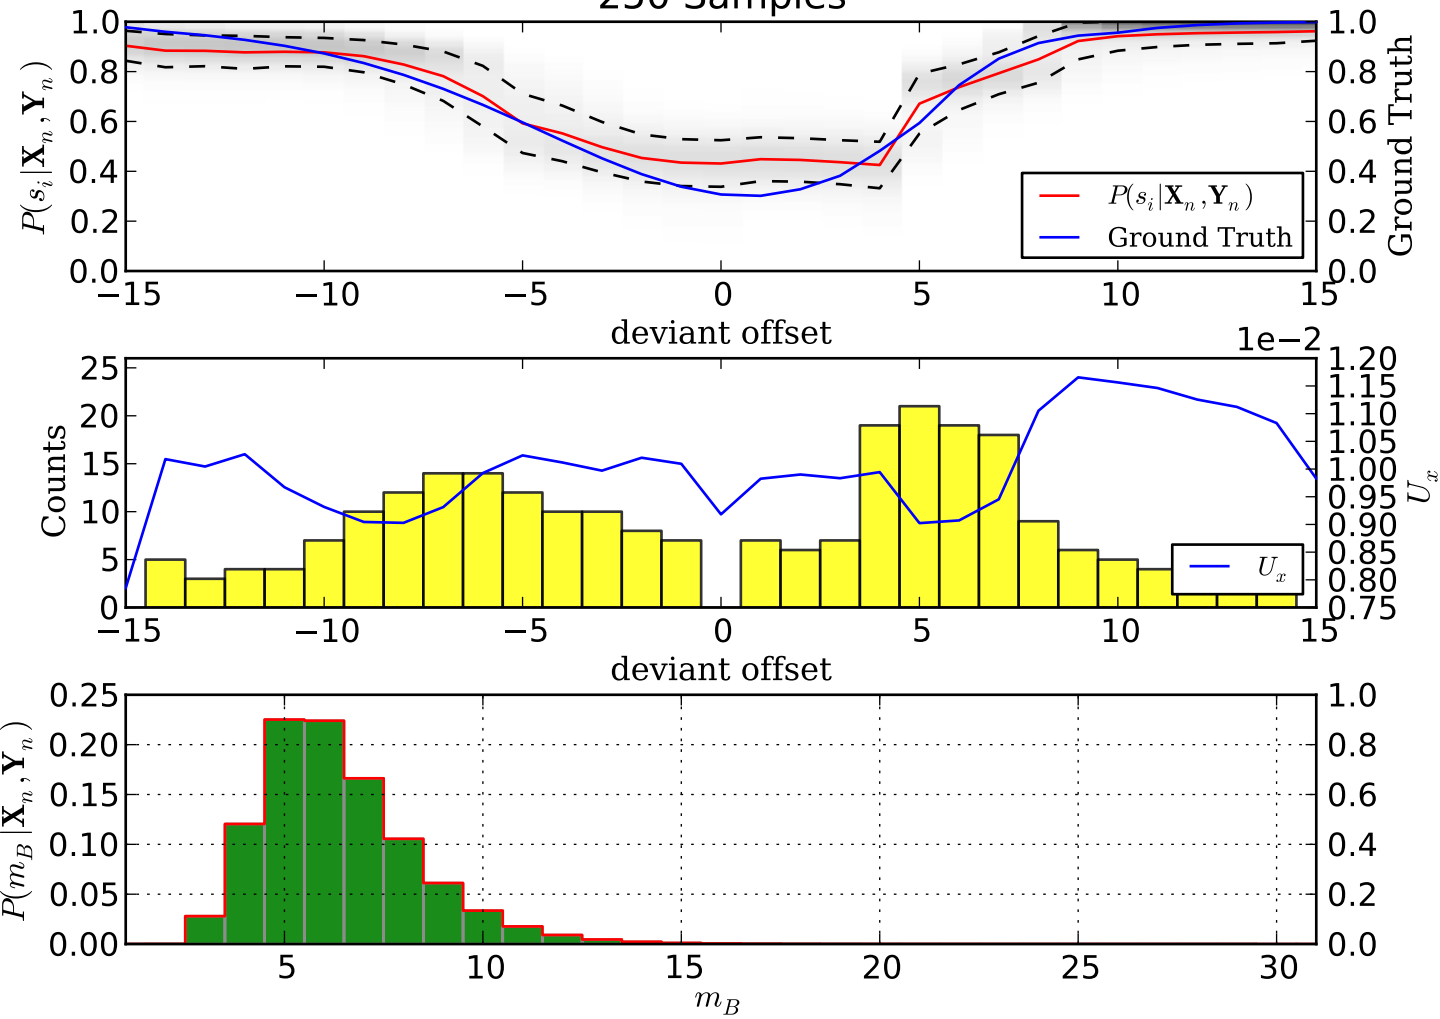 Samples
1.0
0.8
0.6
0.4
0.2
0.0
P(s_i|X_n, Y_n)
1.0
0.8
0.6
0.4
0.2
0.0
Ground Truth
P(s_i|X_n,Y_n)
Ground Truth
−15 −10 −5 0 5 10 15
deviant offset
1e−2
25
20
15
10
5
0
Counts
1.20
1.15
1.10
1.05
1.00
0.95
0.90
0.85
0.80
0.75
U_x
U_x
−15 −10 −5 0 5 10 15
deviant offset
0.25
0.20
0.15
0.10
0.05
0.00
P(m_B|X_n, Y_n)
1.0
0.8
0.6
0.4
0.2
0.0
5 10 15 20 25 30
m_B